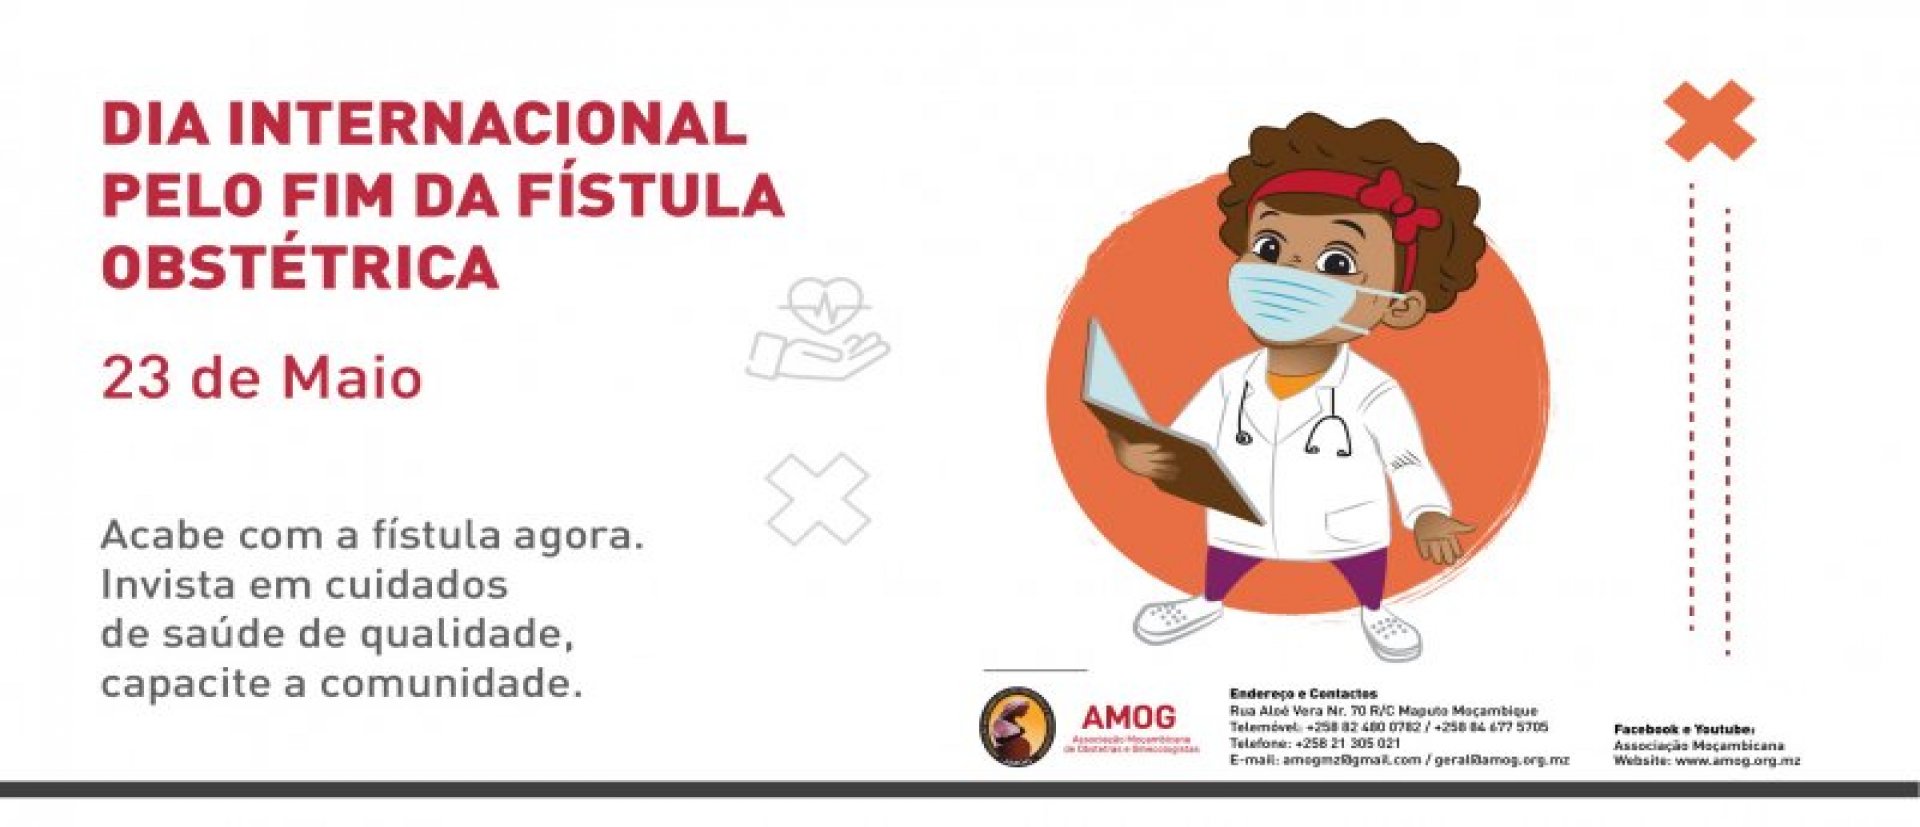 DIA INTERNACIONAL
PELO FIM DA FÍSTULA
OBSTÉTRICA
23 de Maio
Acabe com a fístula agora.
Invista em cuidados
de saúde de qualidade,
capacite a comunidade.
AMOG
Associação Moçambicana
de Obstetras e Ginecologistas
Endereço e Contactos
Rua Aloé Vera Nr. 70 R/C Maputo Moçambique
Telemóvel: +258 82 480 0782 / +258 84 677 5705
Telefone: +258 21 305 021
E-mail: amogmz@gmail.com / geral@amog.org.mz
Facebook e Youtube:
Associação Moçambicana
Website: www.amog.org.mz